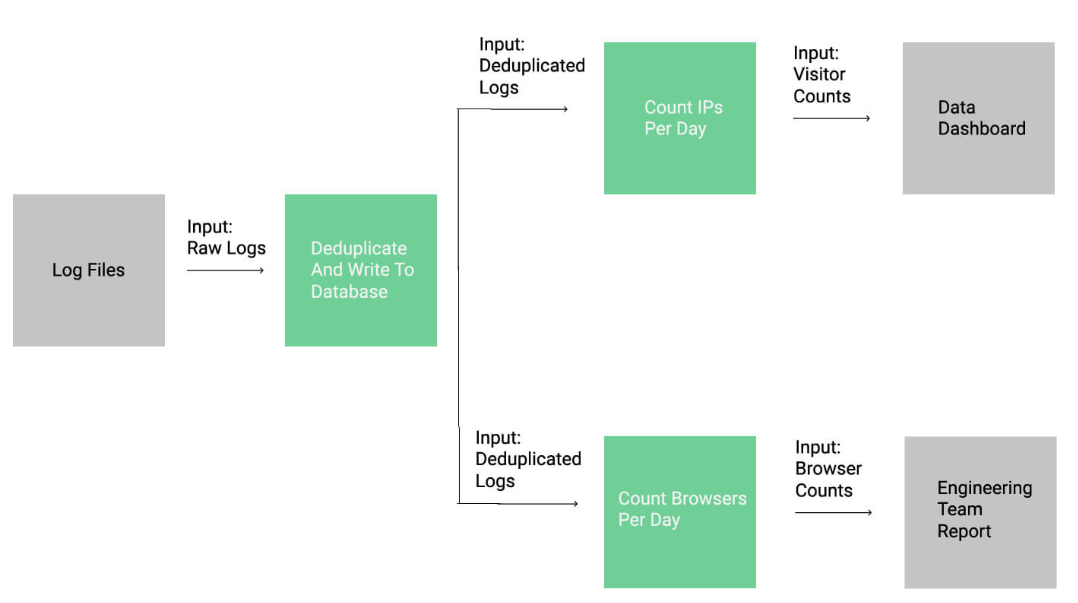 Log Files
Input:
Raw Logs
Deduplicate
And Write To
Database
Input:
Deduplicated
Logs
Count IPs
Per Day
Input:
Visitor
Counts
Data
Dashboard
Input:
Deduplicated
Logs
Count Browsers
Per Day
Input:
Browser
Counts
Engineering
Team
Report